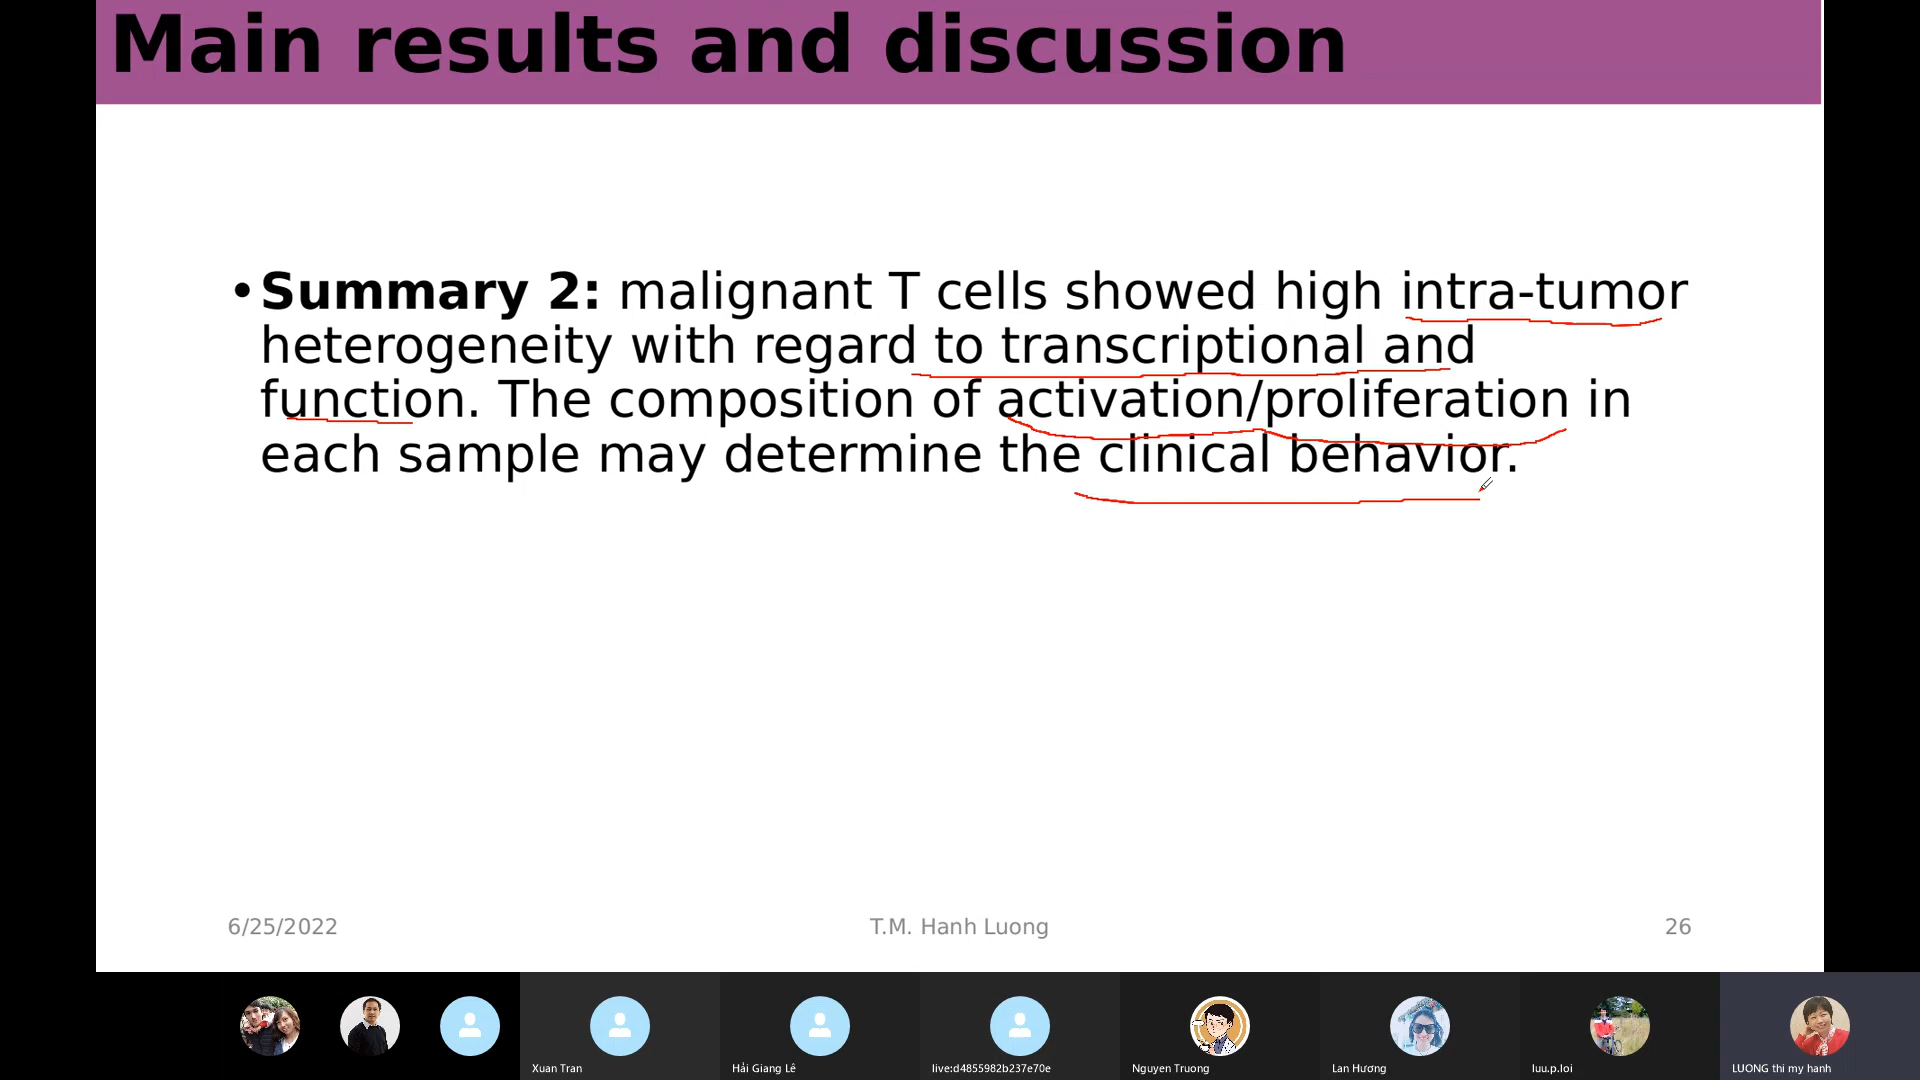 Main results and discussion
• Summary 2: malignant T cells showed high intra-tumor
heterogeneity with regard to transcriptional and
function. The composition of activation/proliferation in
each sample may determine the clinical behavior.
6/25/2022
T.M. Hanh Luong
26
Xuan Tran
Hải Giang Lê
live:d4855982b237e70e
Nguyen Truong
Lan Hương
luu.p.loi
LUONG thi my hanh